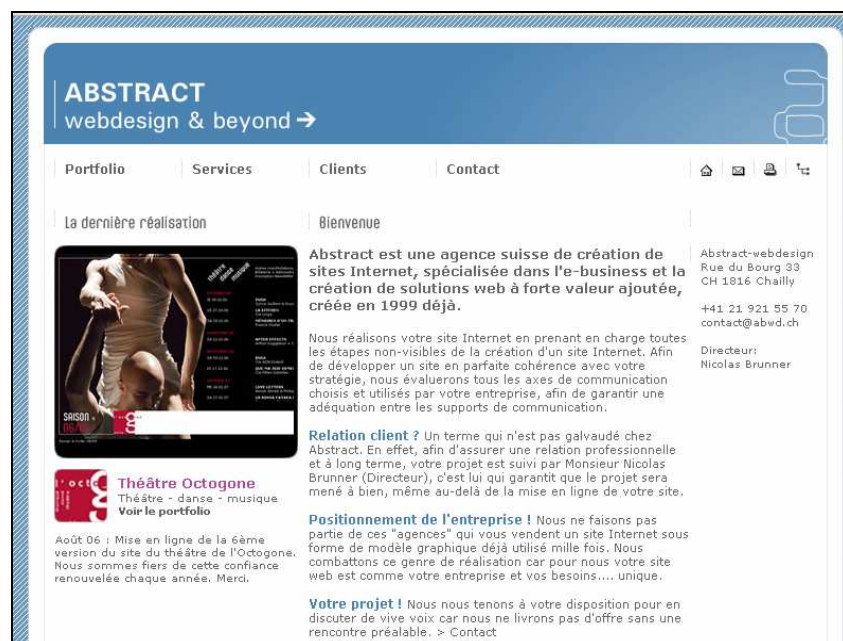 ABSTRACT
webdesign & beyond
Portfolio
Services
Clients
Contact
La dernière réalisation
SAISON
Théâtre Octogone
Théâtre - danse - musique
Voir le portfolio
Août 06 : Mise en ligne de la 6ème
version du site du théâtre de l'Octogone.
Nous sommes fiers de cette confiance
renouvelée chaque année. Merci.
Bienvenue
Abstract est une agence suisse de création de
sites Internet, spécialisée dans l'e-business et la
création de solutions web à forte valeur ajoutée,
créée en 1999 déjà.
Nous réalisons votre site Internet en prenant en charge toutes
les étapes non-visibles de la création d'un site Internet. Afin
de développer un site en parfaite cohérence avec votre
stratégie, nous évaluerons tous les axes de communication
choisis et utilisés par votre entreprise, afin de garantir une
adéquation entre les supports de communication.
Relation client ? Un terme qui n'est pas galvaudé chez
Abstract. En effet, afin d'assurer une relation professionnelle
et à long terme, votre projet est suivi par Monsieur Nicolas
Brunner (Directeur), c'est lui qui garantit que le projet sera
mené à bien, même au-delà de la mise en ligne de votre site.
Positionnement de l'entreprise ! Nous ne faisons pas
partie de ces "agences" qui vous vendent un site Internet sous
forme de modèle graphique déjà utilisé mille fois. Nous
combattons ce genre de réalisation car pour nous votre site
web est comme votre entreprise et vos besoins.... unique.
Votre projet ! Nous nous tenons à votre disposition pour en
discuter de vive voix car nous ne livrons pas d'offre sans une
rencontre préalable. > Contact
Abstract-webdesign
Rue du Bourg 33
CH 1816 Chailly
+41 21 921 55 70
contact@abwd.ch
Directeur:
Nicolas Brunner